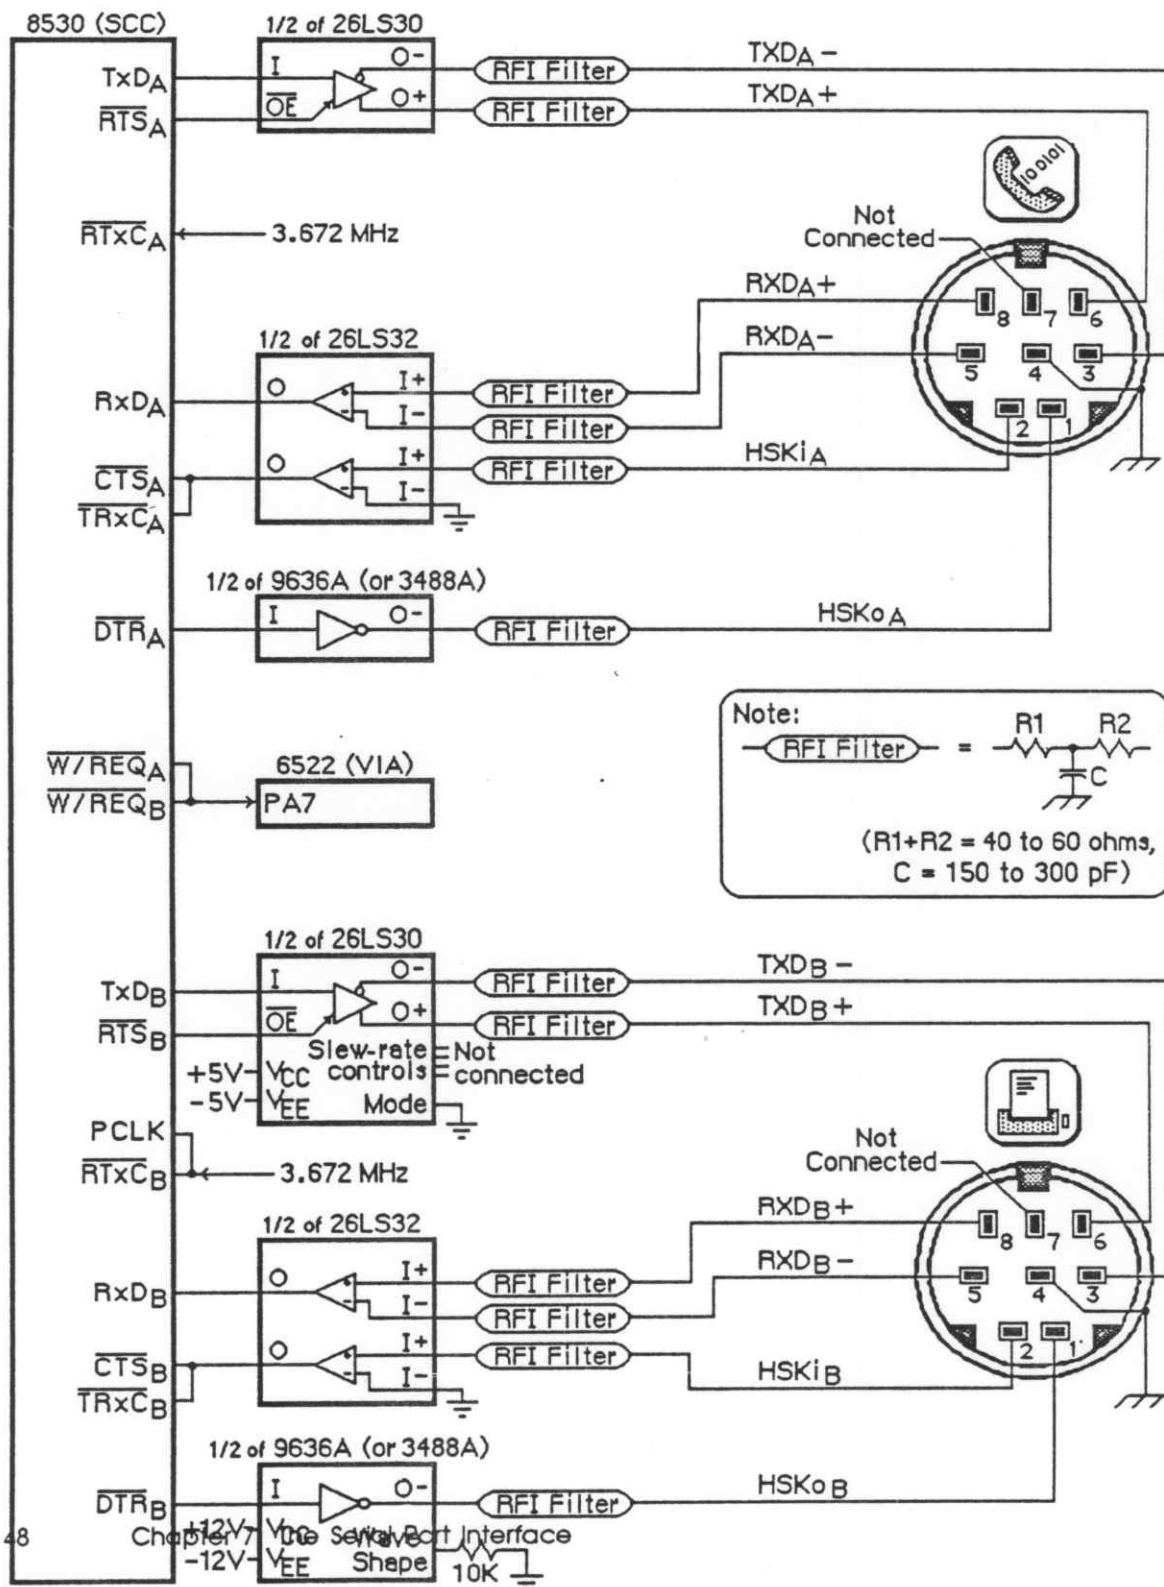 8530 (SCC)
1/2 of 26LS30
TxDA
I
O-
RFI Filter
TXDA-
RTSA
OE
O+
RFI Filter
TXDA+
100101
RTxCA
3.672 MHz
Not
Connected
8
7
6
5
4
3
2
1
1/2 of 26LS32
RXDA+
RXDA-
RxDA
O
I+
RFI Filter
I-
RFI Filter
CTSA
O
I+
RFI Filter
HSKiA
I-
TRxCA
1/2 of 9636A (or 3488A)
DTRA
I
O-
RFI Filter
HSKoA
W/REQA
W/REQB
6522 (VIA)
PA7
Note:
RFI Filter
=
R1
R2
C
(R1+R2 = 40 to 60 ohms,
C = 150 to 300 pF)
1/2 of 26LS30
TxDB
I
O-
RFI Filter
TXDB-
RTSB
OE
O+
RFI Filter
TXDB+
Slew-rate
controls
Not
connected
+5V
VCC
-5V
VEE
Mode
PCLK
RTxCB
3.672 MHz
Not
Connected
8
7
6
5
4
3
2
1
1/2 of 26LS32
RXDB+
RXDB-
RxDB
O
I+
RFI Filter
I-
RFI Filter
CTSB
O
I+
RFI Filter
HSKiB
I-
TRxCB
1/2 of 9636A (or 3488A)
DTRB
I
O-
RFI Filter
HSKoB
+12V
VCC
Wave
-12V
VEE
Shape
10K
48
Chapter 7 The Serial Port Interface